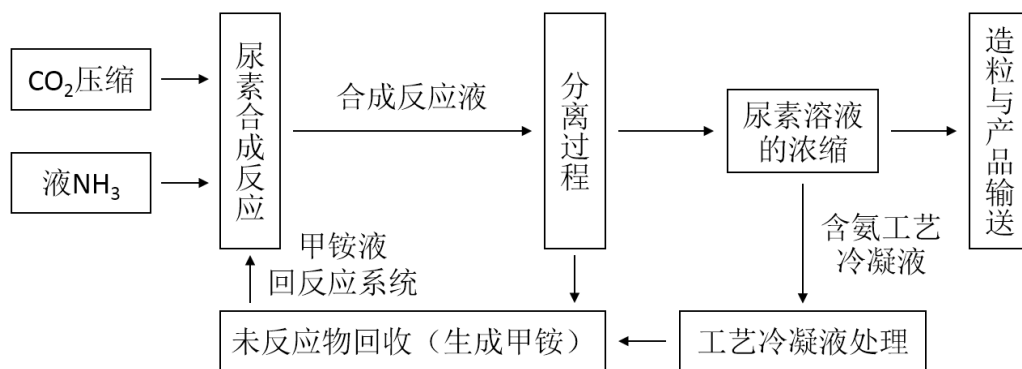 CO₂压缩
液NH₃
尿素合成反应
合成反应液
分离过程
尿素溶液
的浓缩
造粒与产品输送
甲铵液
回反应系统
含氨工艺
冷凝液
未反应物回收（生成甲铵）
工艺冷凝液处理